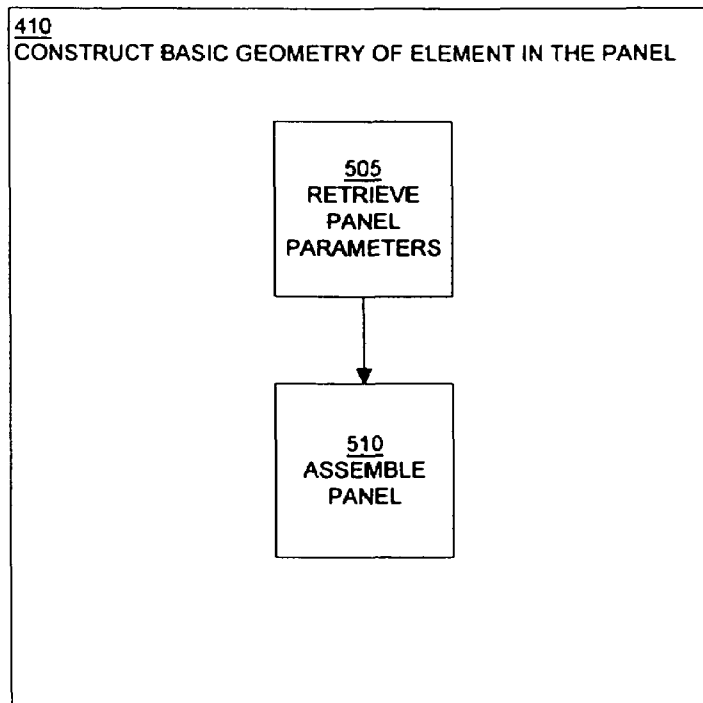 410
CONSTRUCT BASIC GEOMETRY OF ELEMENT IN THE PANEL
505
RETRIEVE
PANEL
PARAMETERS
510
ASSEMBLE
PANEL